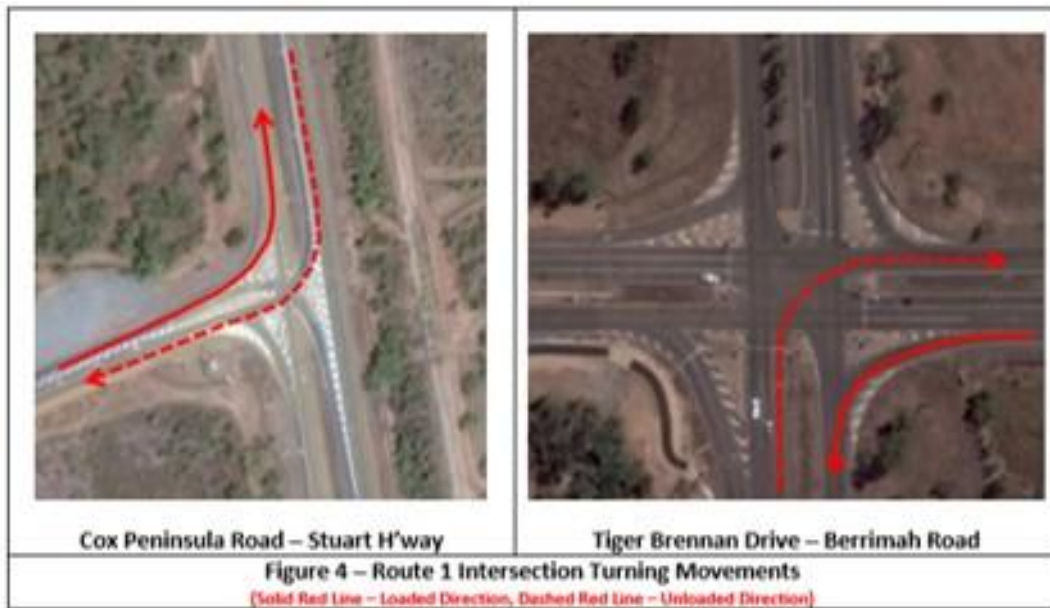 Cox Peninsula Road – Stuart H'way
Tiger Brennan Drive – Berrimah Road
Figure 4 – Route 1 Intersection Turning Movements
(Solid Red Line – Loaded Direction, Dashed Red Line – Unloaded Direction)